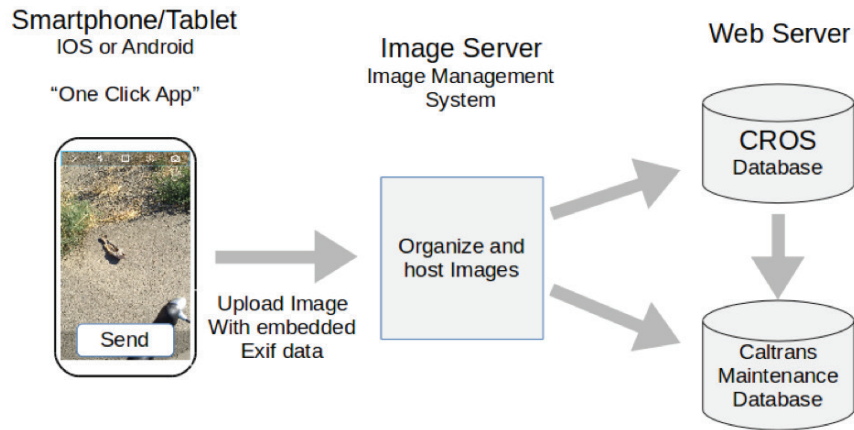 Smartphone/Tablet
IOS or Android
“One Click App”
Send
Upload Image
With embedded
Exif data
Image Server
Image Management
System
Organize and
host Images
Web Server
CROS
Database
Caltrans
Maintenance
Database